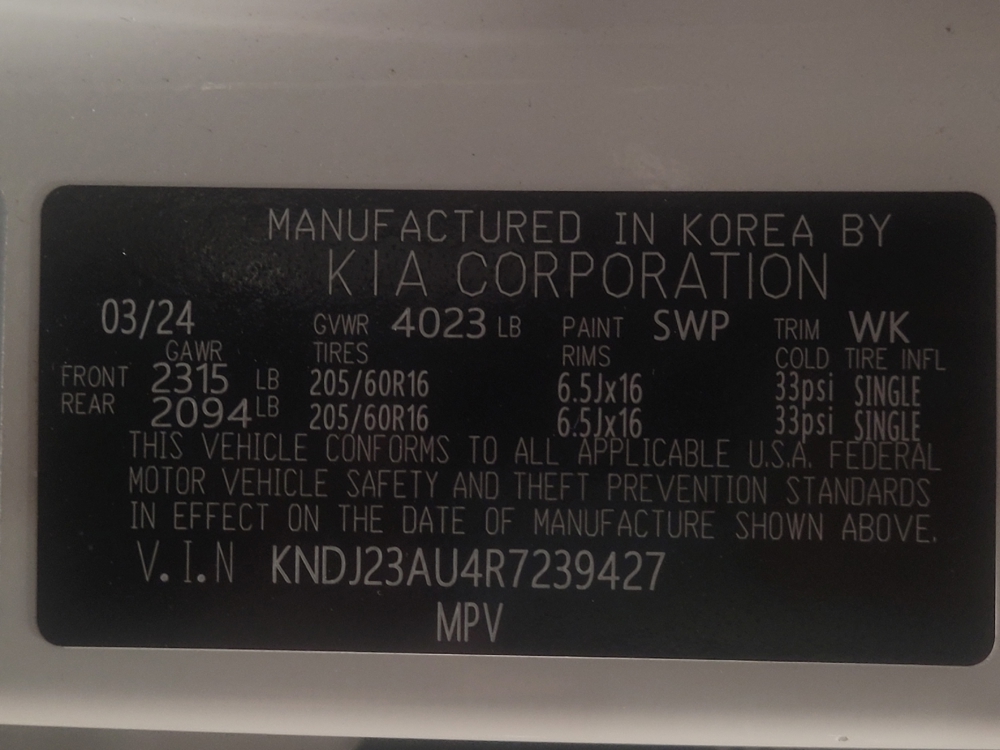 MANUFACTURED IN KOREA BY
KIA CORPORATION
03/24 GVWR 4023 LB PAINT SWP TRIM WK
GAWR TIRES RIMS COLD TIRE INFL
FRONT 2315 LB 205/60R16 6.5Jx16 33psi SINGLE
REAR 2094 LB 205/60R16 6.5Jx16 33psi SINGLE
THIS VEHICLE CONFORMS TO ALL APPLICABLE U.S.A. FEDERAL
MOTOR VEHICLE SAFETY AND THEFT PREVENTION STANDARDS
IN EFFECT ON THE DATE OF MANUFACTURE SHOWN ABOVE.
V.I.N KNDJ23AU4R7239427
MPV